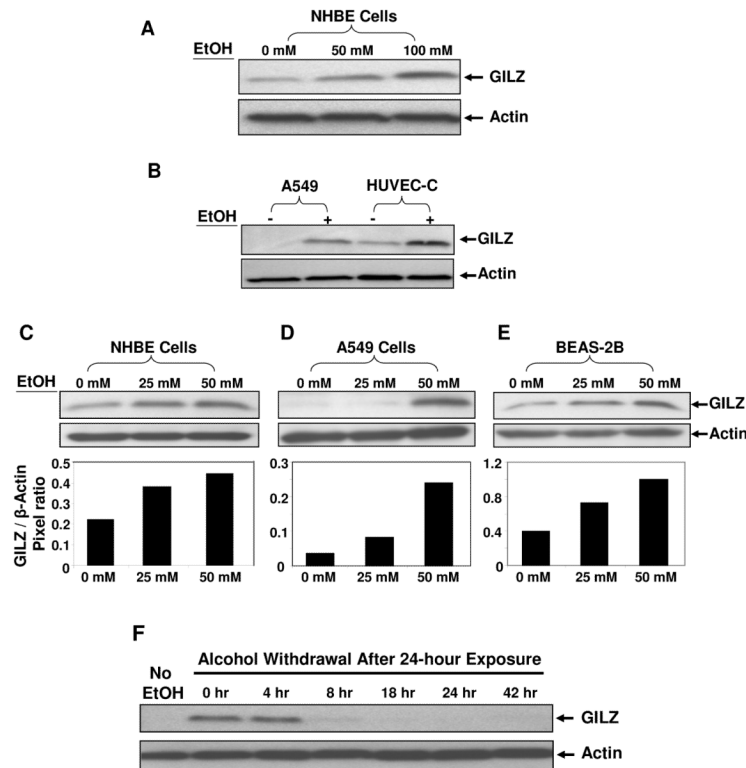 A
NHBE Cells
EtOH 0 mM 50 mM 100 mM
GILZ
Actin
B
A549 HUVEC-C
EtOH - + - +
GILZ
Actin
C D E
NHBE Cells A549 Cells BEAS-2B
EtOH 0 mM 25 mM 50 mM 0 mM 25 mM 50 mM 0 mM 25 mM 50 mM
GILZ
Actin
GILZ / β-Actin
Pixel ratio
0.5 0.3 1.2
0.4
0.3 0.2 0.8
0.2 0.1 0.4
0.1
0 0 0
0 mM 25 mM 50 mM 0 mM 25 mM 50 mM 0 mM 25 mM 50 mM
F
Alcohol Withdrawal After 24-hour Exposure
No
EtOH 0 hr 4 hr 8 hr 18 hr 24 hr 42 hr
GILZ
Actin